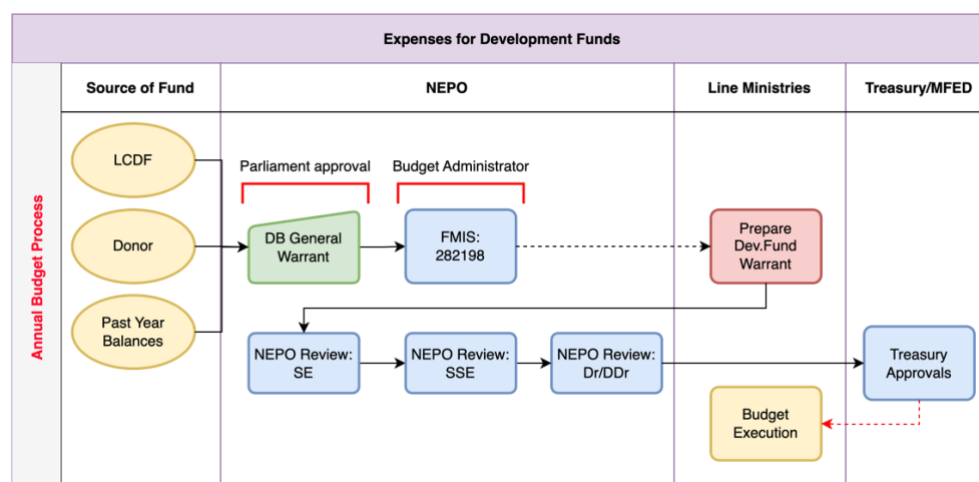 Expenses for Development Funds
Annual Budget Process
Source of Fund
NEPO
Line Ministries
Treasury/MFED
LCDF
Donor
Past Year
Balances
Parliament approval
Budget Administrator
DB General
Warrant
FMIS:
282198
Prepare
Dev.Fund
Warrant
NEPO Review:
SE
NEPO Review:
SSE
NEPO Review:
Dr/DDr
Treasury
Approvals
Budget
Execution